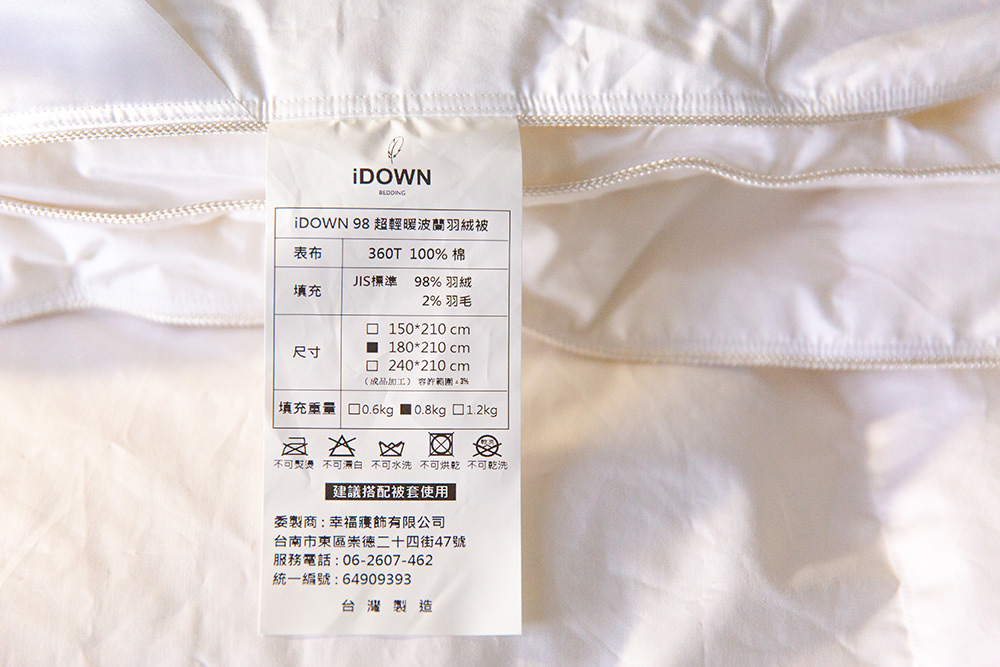 iDOWN
BEDDING
iDOWN 98 超輕暖波蘭羽絨被
表布 360T 100% 棉
填充 JIS標準 98% 羽絨
2% 羽毛
尺寸
□ 150*210 cm
■ 180*210 cm
□ 240*210 cm
(成品加工) 容許範圍±3%
填充重量 □0.6kg ■0.8kg □1.2kg
乾洗
不可熨燙 不可漂白 不可水洗 不可烘乾 不可乾洗
建議搭配被套使用
委製商:幸福寢飾有限公司
台南市東區崇德二十四街47號
服務電話:06-2607-462
統一編號:64909393
台灣製造